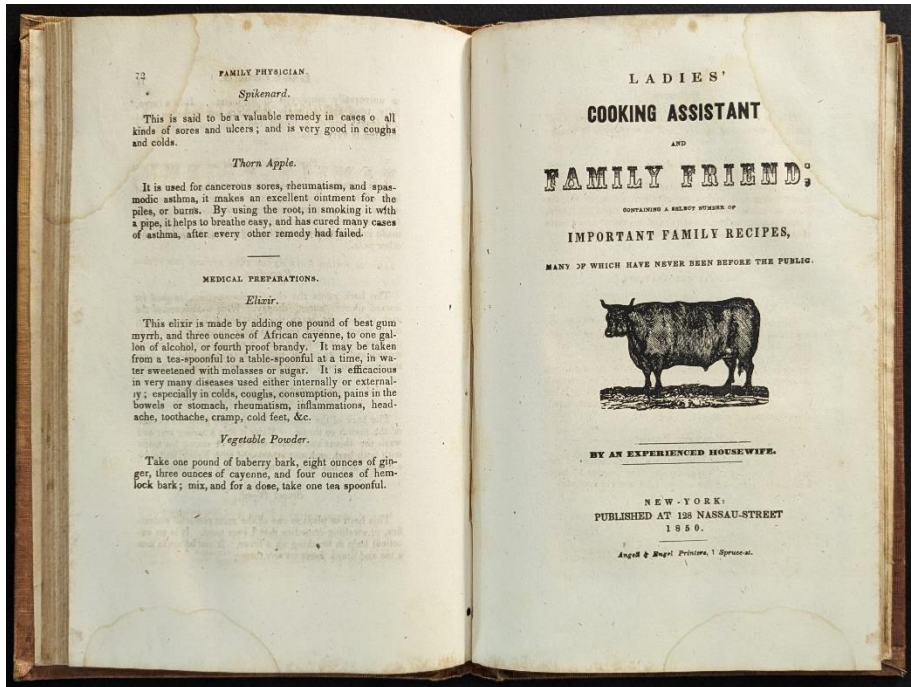 72 FAMILY PHYSICIAN.
Spikenard.
This is said to be a valuable remedy in cases o all
kinds of sores and ulcers; and is very good in coughs
and colds.
Thorn Apple.
It is used for cancerous sores, rheumatism, and spas-
modic asthma, it makes an excellent ointment for the
piles, or burns. By using the root, in smoking it with
a pipe, it helps to breathe easy, and has cured many cases
of asthma, after every other remedy had failed.
MEDICAL PREPARATIONS.
Elixir.
This elixir is made by adding one pound of best gum
myrrh, and three ounces of African cayenne, to one gal-
lon of alcohol, or fourth proof brandy. It may be taken
from a tea-spoonful to a table-spoonful at a time, in wa-
ter sweetened with molasses or sugar. It is efficacious
in very many diseases used either internally or external-
ly; especially in colds, coughs, consumption, pains in the
bowels or stomach, rheumatism, inflammations, head-
ache, toothache, cramp, cold feet, &c.
Vegetable Powder.
Take one pound of baberry bark, eight ounces of gin-
ger, three ounces of cayenne, and four ounces of hem-
lock bark; mix, and for a dose, take one tea spoonful.
LADIES'
COOKING ASSISTANT
AND
FAMILY FRIEND;
CONTAINING A SELECT NUMBER OF
IMPORTANT FAMILY RECIPES,
MANY OF WHICH HAVE NEVER BEEN BEFORE THE PUBLIC.
BY AN EXPERIENCED HOUSEWIFE.
NEW-YORK:
PUBLISHED AT 128 NASSAU-STREET
1850.
Angell & Engel Printers, 1 Spruce-st.